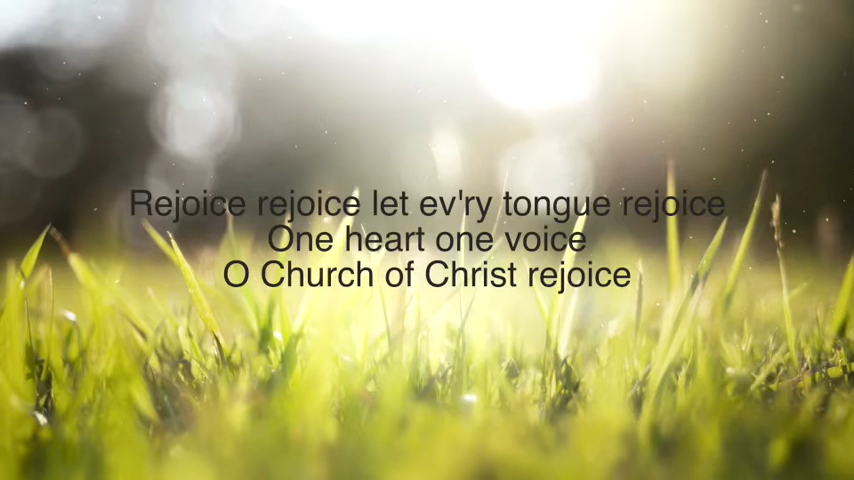 Rejoice rejoice let ev'ry tongue rejoice
One heart one voice
O Church of Christ rejoice